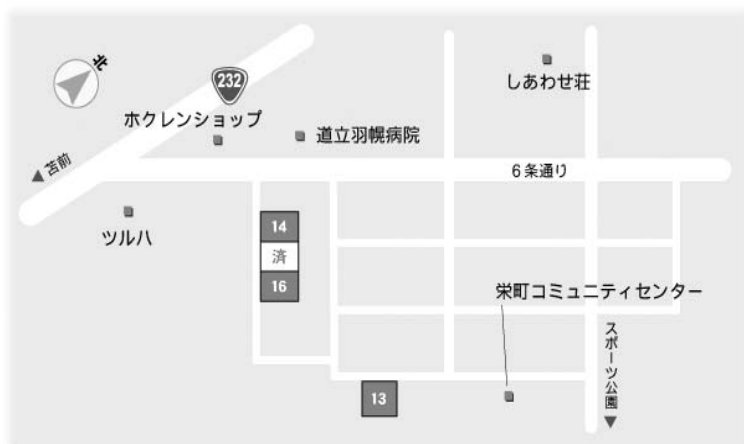 北
232
しあわせ荘
ホクレンショップ
道立羽幌病院
▲苫前
6条通り
ツルハ
14
済
16
栄町コミュニティセンター
スポーツ公園▼
13